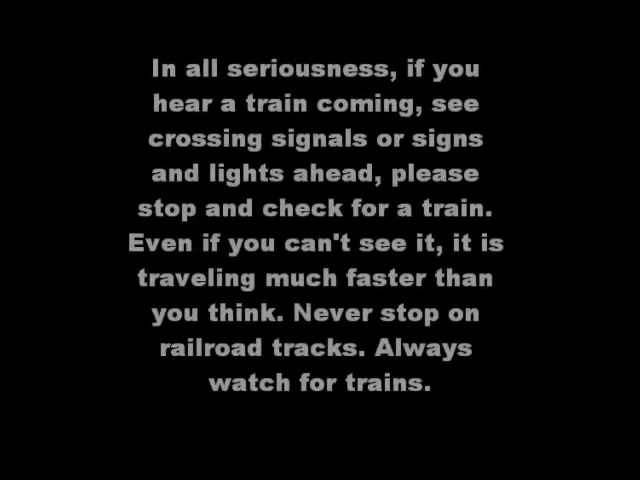 In all seriousness, if you
hear a train coming, see
crossing signals or signs
and lights ahead, please
stop and check for a train.
Even if you can't see it, it is
traveling much faster than
you think. Never stop on
railroad tracks. Always
watch for trains.